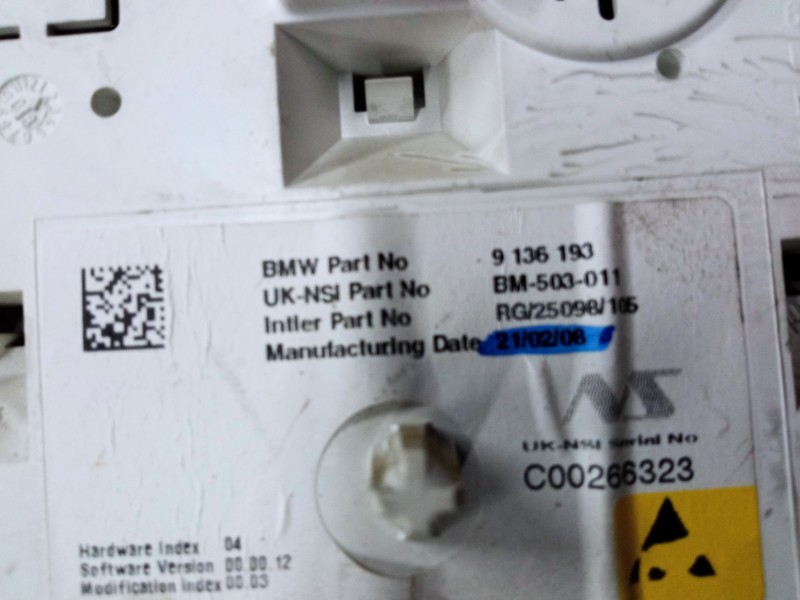 BMW Part No 9 136 193
UK-NSI Part No BM-503-011
Intler Part No RG/25098/105
Manufacturing Date 21/02/08
UK-NSI Serial No
C00266323
Hardware Index 04
Software Version 00.00.12
Modification Index 00.03